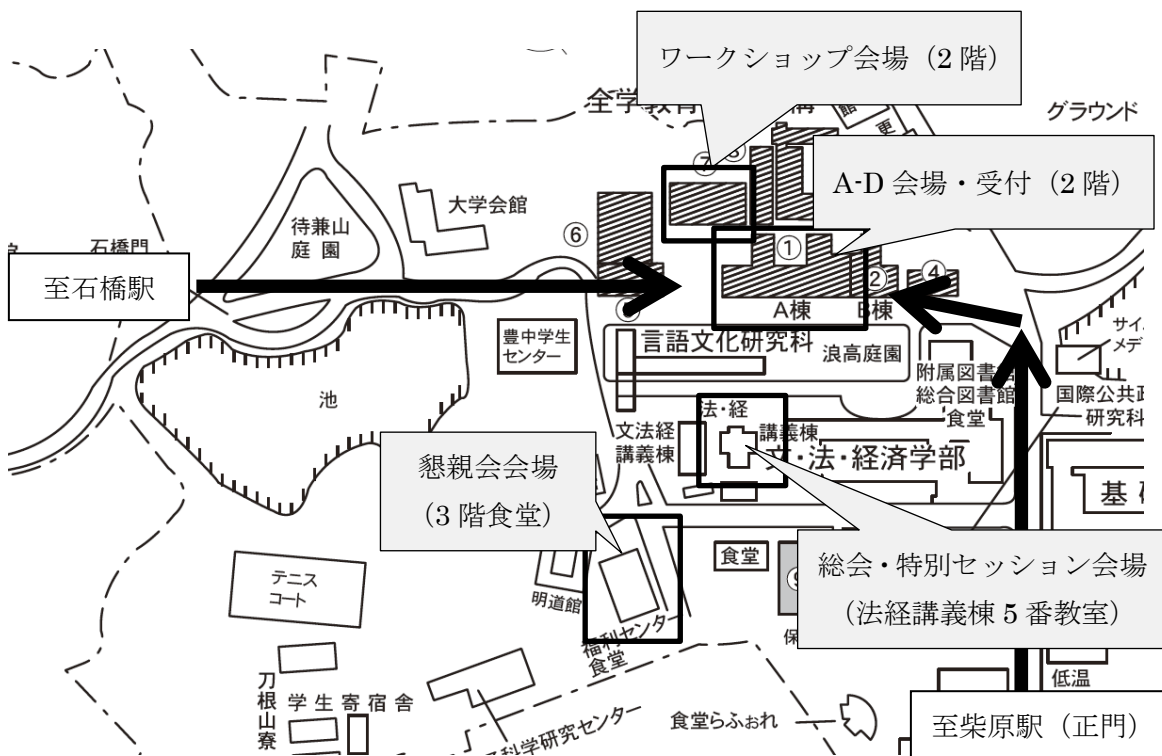 ワークショップ会場（2 階）
全学教育
構
館
更
グラウンド
⑦
A-D 会場・受付（2 階）
大学会館
待兼山
庭 園
石橋門
⑥
①
②
④
至石橋駅
A棟
B棟
豊中学生
センター
言語文化研究科
浪高庭園
サイ
メデ
附属図書館
総合図書館
食堂
国際公共政
研究科
池
法・経
講義棟
文法経
講義棟
文・法・経済学部
懇親会会場
（3 階食堂）
基 研
食堂
総会・特別セッション会場
（法経講義棟 5 番教室）
テニス
コート
明道館
福利センター
食堂
保
低温
刀根山寮
学 生 寄 宿 舎
科学研究センター
食堂らふぉれ
至柴原駅（正門）